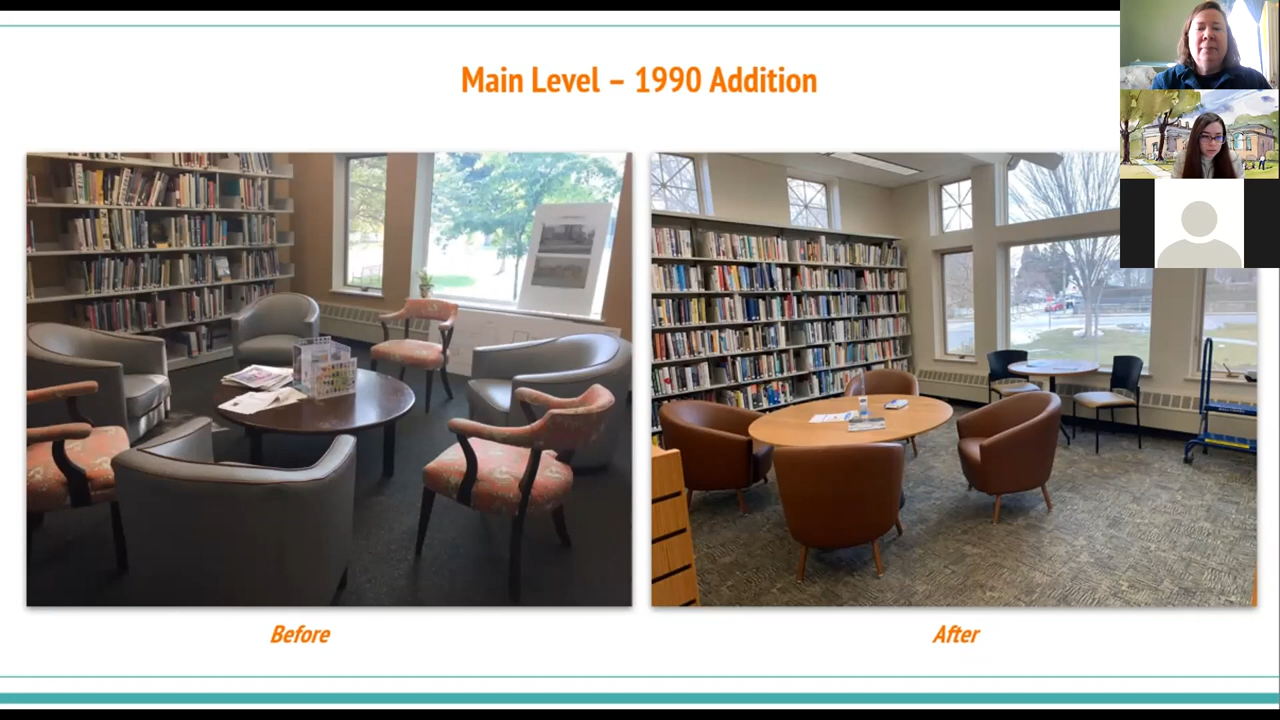 Main Level – 1990 Addition
Before
After